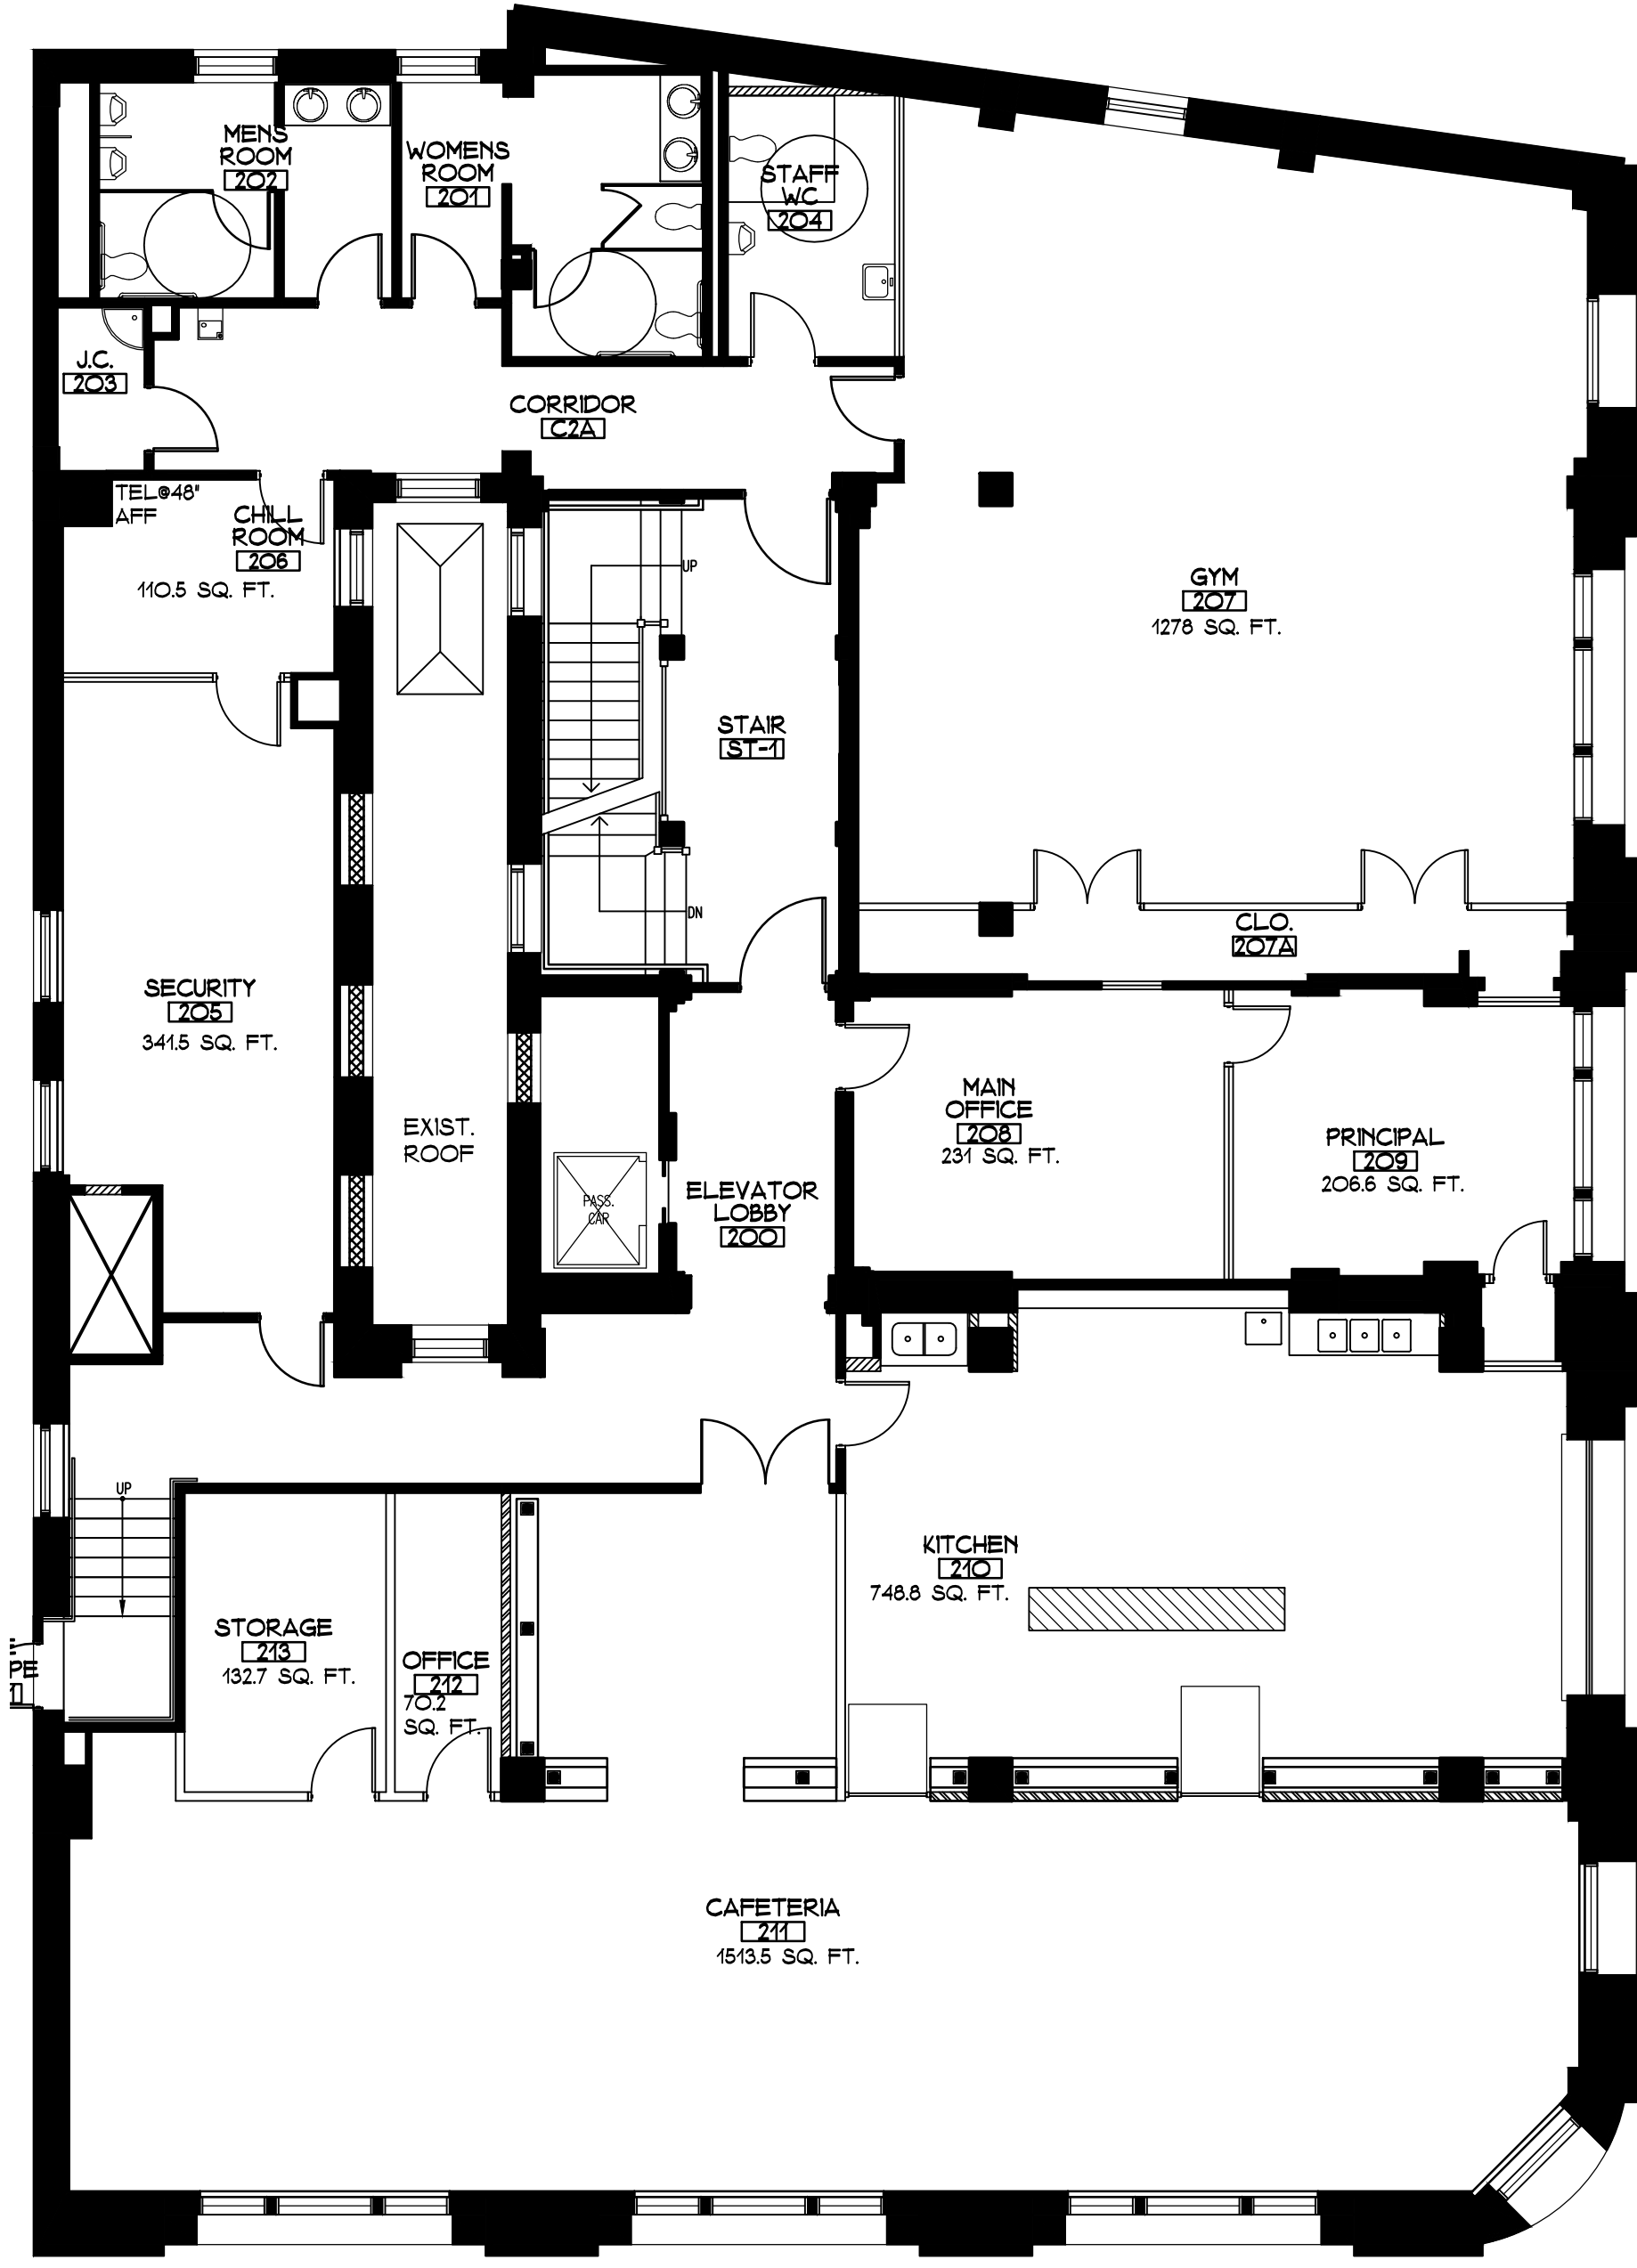 MENS
ROOM
202
WOMENS
ROOM
201
STAFF
WC
204
J.C.
203
CORRIDOR
C2A
TEL@48"
AFF
CHILL
ROOM
206
110.5 SQ. FT.
UP
GYM
207
1278 SQ. FT.
STAIR
ST-1
DN
CLO.
207A
SECURITY
205
341.5 SQ. FT.
EXIST.
ROOF
PASS.
CAR
ELEVATOR
LOBBY
200
MAIN
OFFICE
208
231 SQ. FT.
PRINCIPAL
209
206.6 SQ. FT.
UP
KITCHEN
210
748.8 SQ. FT.
STORAGE
213
132.7 SQ. FT.
OFFICE
212
70.2
SQ. FT.
CAFETERIA
211
1513.5 SQ. FT.